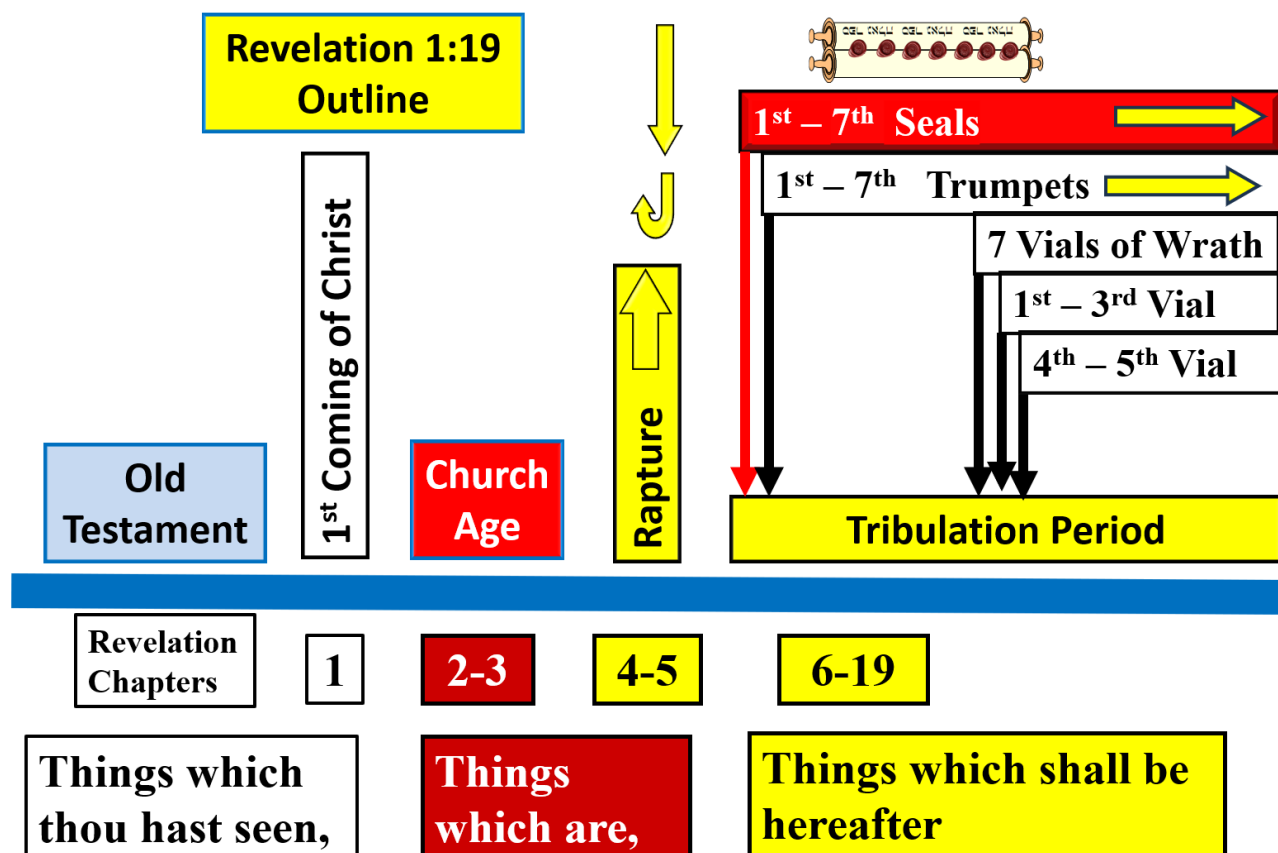 Revelation 1:19
Outline
1st – 7th Seals
1st – 7th Trumpets
7 Vials of Wrath
1st – 3rd Vial
4th – 5th Vial
1st Coming of Christ
Rapture
Old
Testament
Church
Age
Tribulation Period
Revelation
Chapters
1
2-3
4-5
6-19
Things which
thou hast seen,
Things
which are,
Things which shall be
hereafter